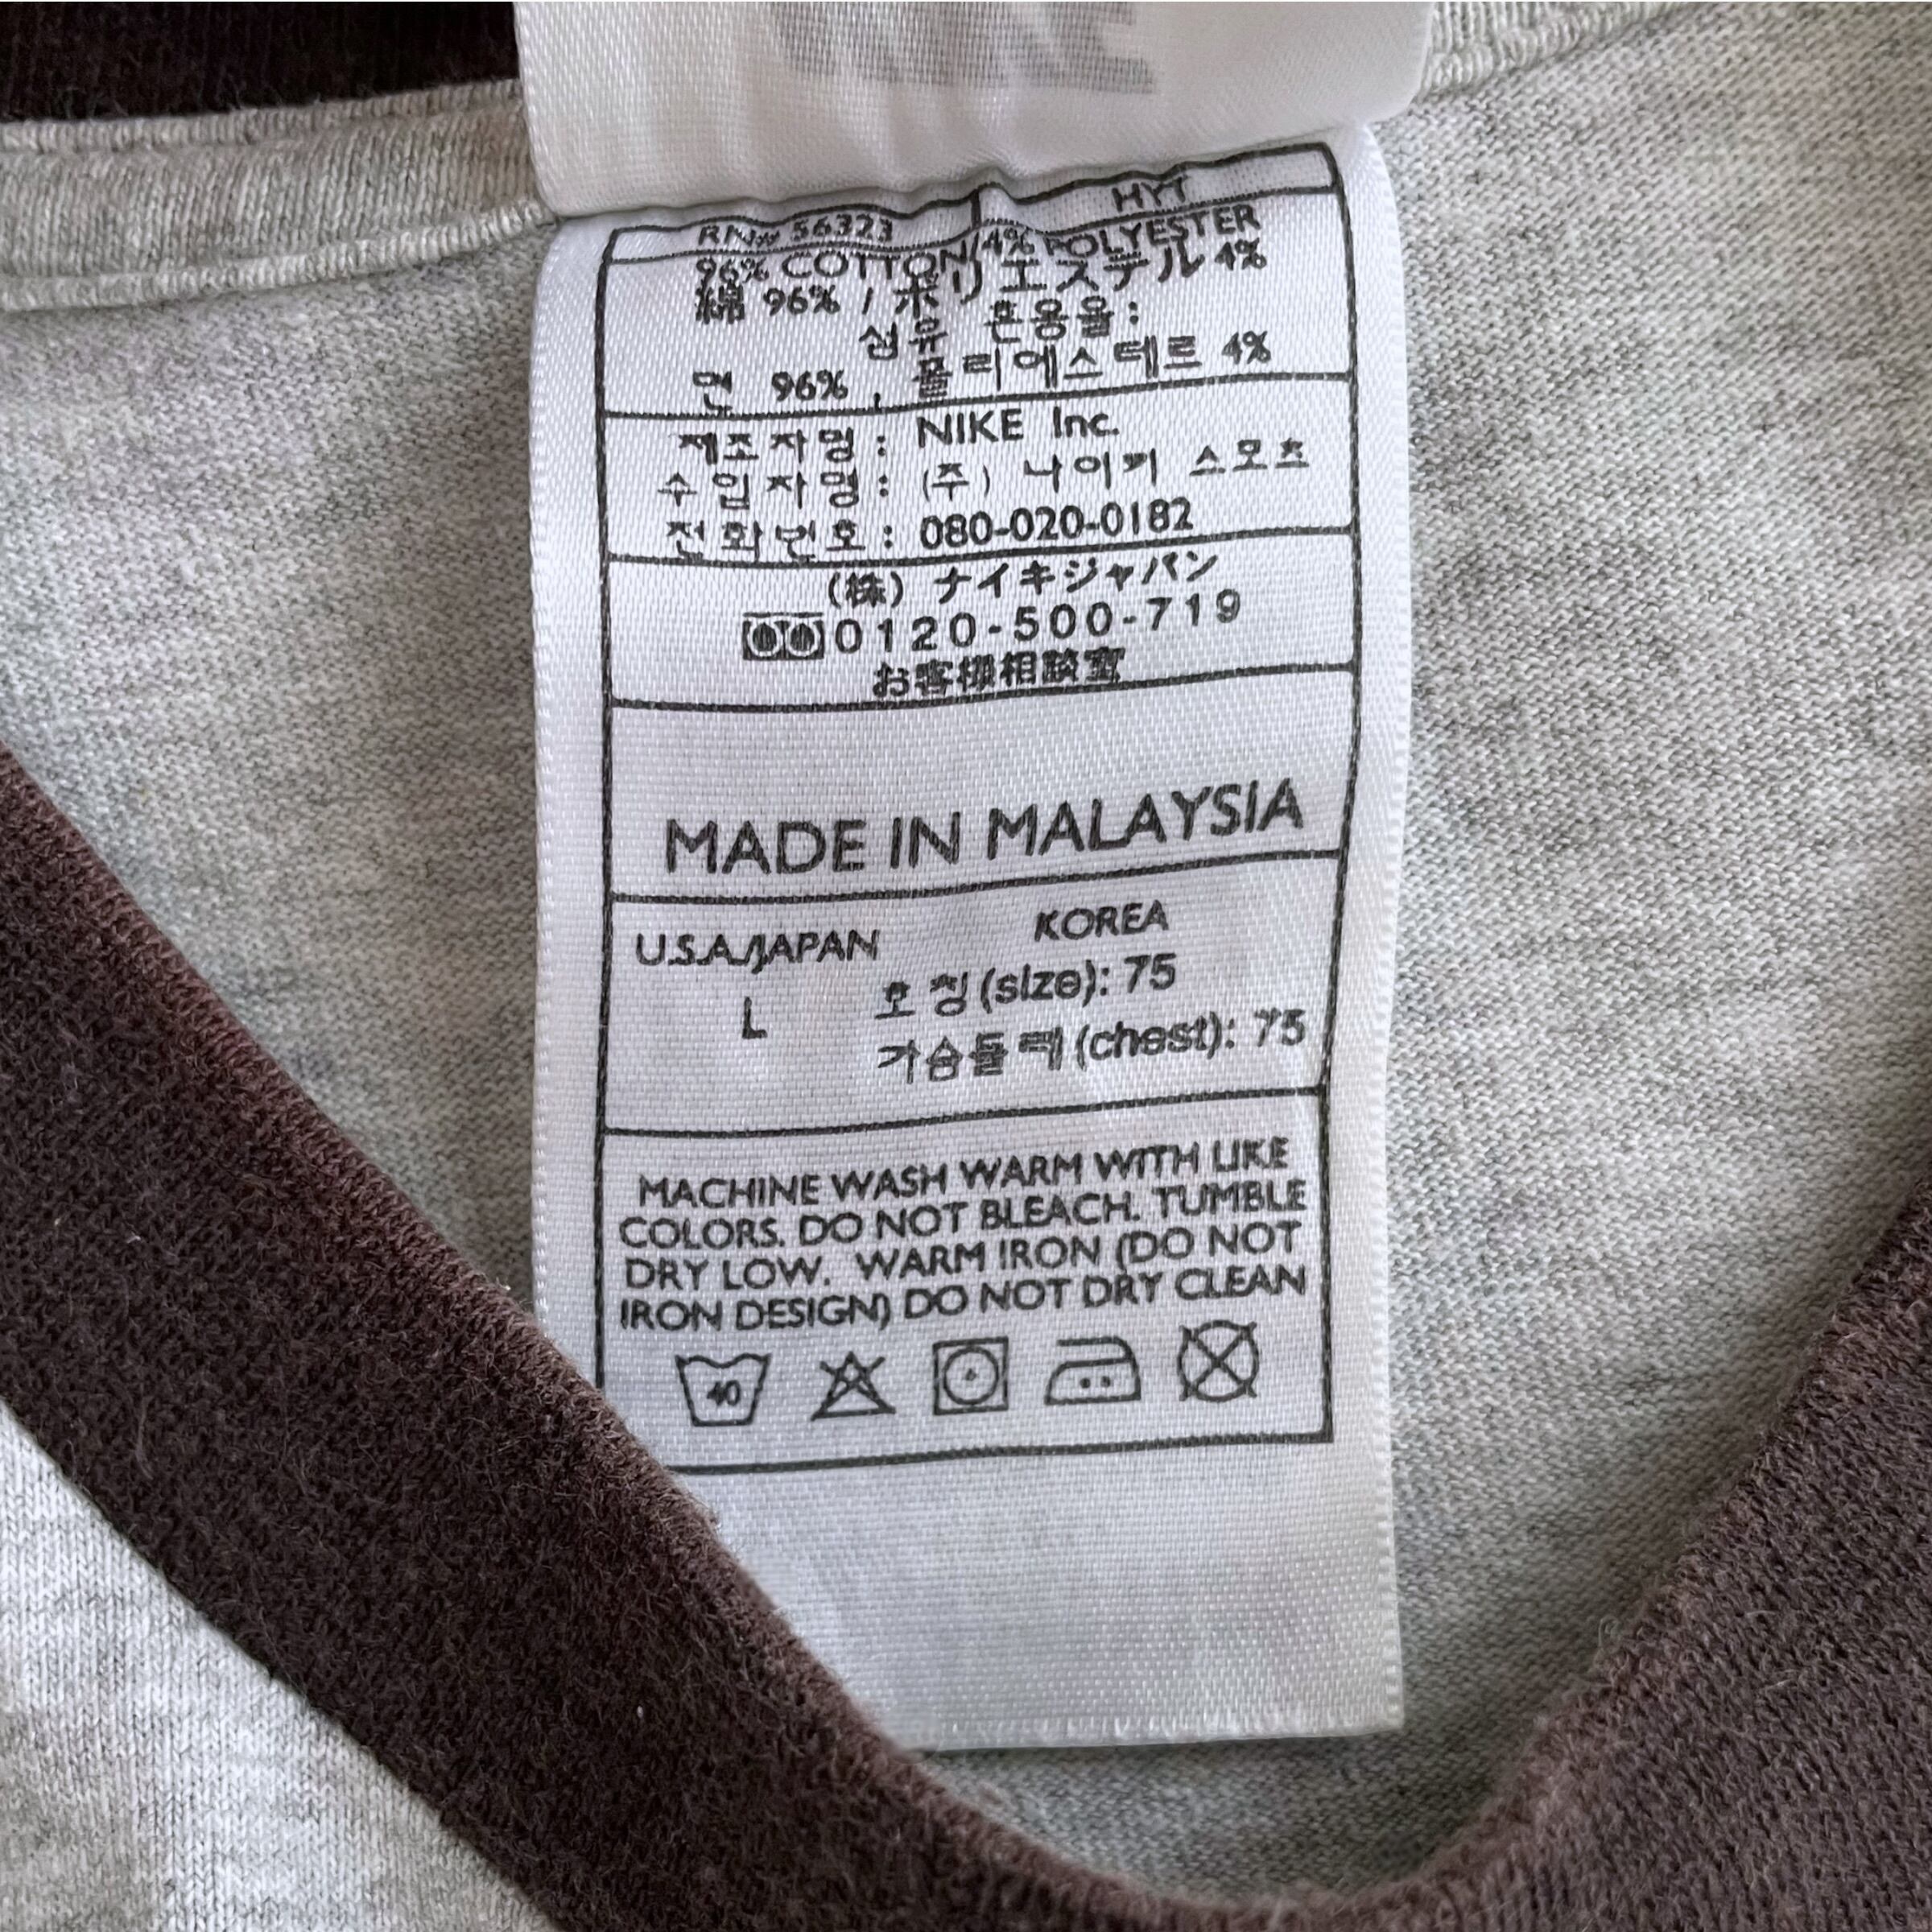 RN# 56323 HYT
96% COTTON/4% POLYESTER
綿 96% / ポリエステル 4%
섬유 혼용율:
면 96% , 폴리에스테르 4%
제조자명: NIKE Inc.
수입자명: (주) 나이키 스포츠
전화번호: 080-020-0182
(株) ナイキジャパン
0120-500-719
お客様相談室
MADE IN MALAYSIA
U.S.A./JAPAN KOREA
L 호칭(size): 75
가슴둘레(chest): 75
MACHINE WASH WARM WITH LIKE
COLORS. DO NOT BLEACH. TUMBLE
DRY LOW. WARM IRON (DO NOT
IRON DESIGN) DO NOT DRY CLEAN
40